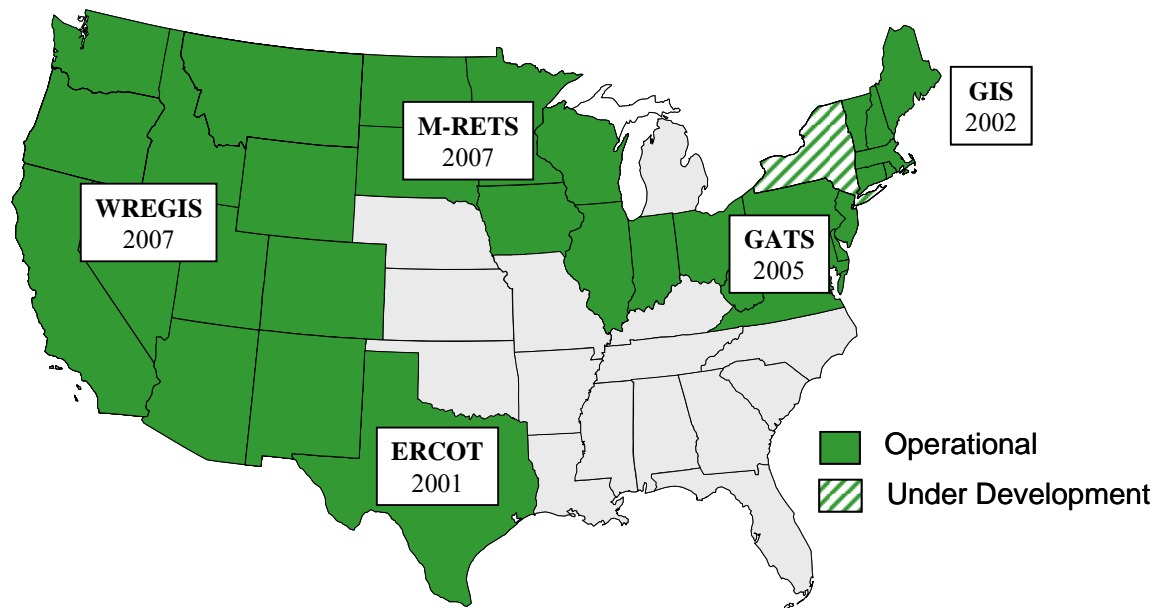 GIS
2002
M-RETS
2007
WREGIS
2007
GATS
2005
ERCOT
2001
Operational
Under Development